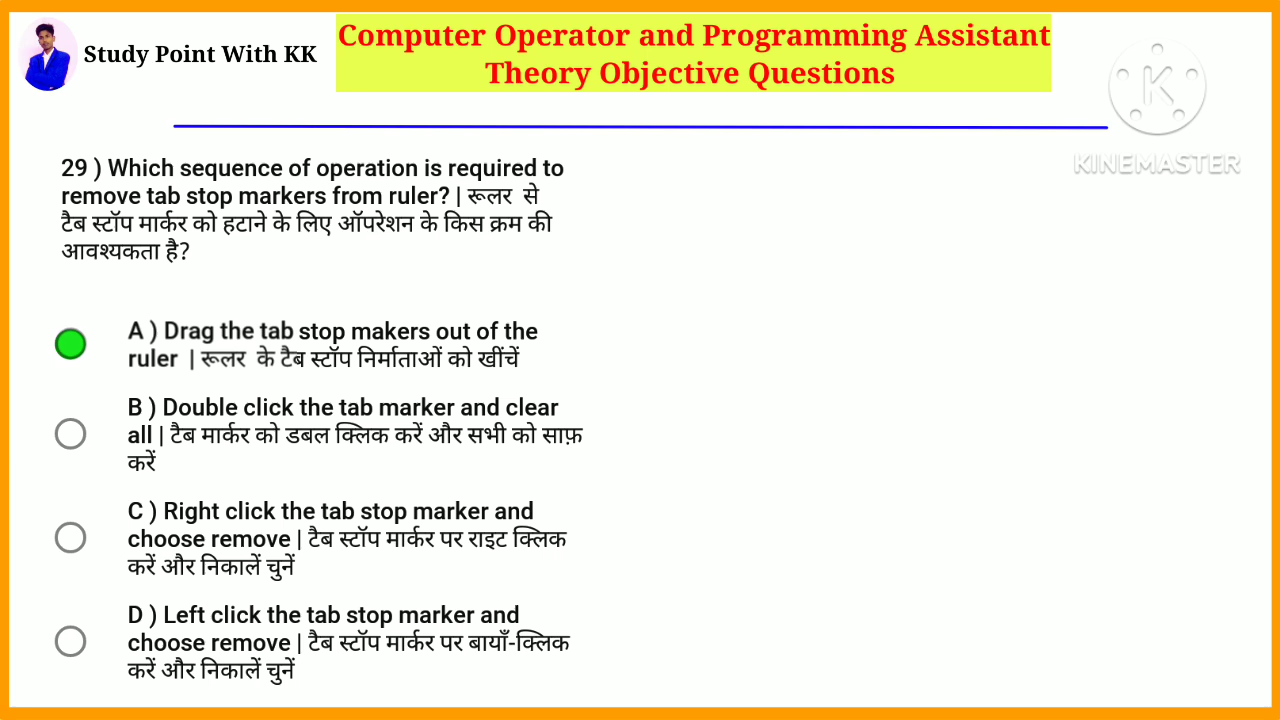 Study Point With KK
Computer Operator and Programming Assistant
Theory Objective Questions
KINEMASTER
29 ) Which sequence of operation is required to
remove tab stop markers from ruler? | रूलर से
टैब स्टॉप मार्कर को हटाने के लिए ऑपरेशन के किस क्रम की
आवश्यकता है?
A ) Drag the tab stop makers out of the
ruler | रूलर के टैब स्टॉप निर्माताओं को खींचें
B ) Double click the tab marker and clear
all | टैब मार्कर को डबल क्लिक करें और सभी को साफ़
करें
C ) Right click the tab stop marker and
choose remove | टैब स्टॉप मार्कर पर राइट क्लिक
करें और निकालें चुनें
D ) Left click the tab stop marker and
choose remove | टैब स्टॉप मार्कर पर बायाँ-क्लिक
करें और निकालें चुनें